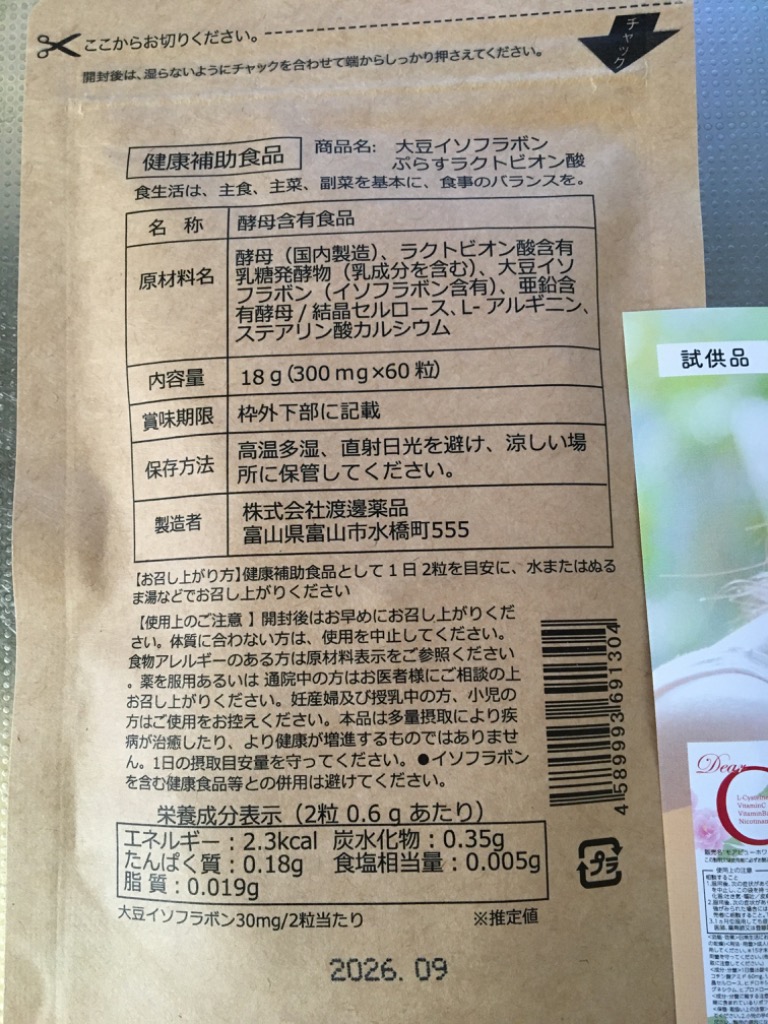 ここからお切りください。
開封後は、湿らないようにチャックを合わせて端からしっかり押さえてください。
チャック
健康補助食品
商品名: 大豆イソフラボン
ぷらすラクトビオン酸
食生活は、主食、主菜、副菜を基本に、食事のバランスを。
名 称 酵母含有食品
原材料名
酵母(国内製造)、ラクトビオン酸含有
乳糖発酵物(乳成分を含む)、大豆イソ
フラボン(イソフラボン含有)、亜鉛含
有酵母/結晶セルロース、L-アルギニン、
ステアリン酸カルシウム
内容量 18g(300mg×60粒)
賞味期限 枠外下部に記載
保存方法
高温多湿、直射日光を避け、涼しい場
所に保管してください。
製造者
株式会社渡邊薬品
富山県富山市水橋町555
【お召し上がり方】健康補助食品として1日2粒を目安に、水またはぬる
ま湯などでお召し上がりください
【使用上のご注意】開封後はお早めにお召し上がりくだ
さい。体質に合わない方は、使用を中止してください。
食物アレルギーのある方は原材料表示をご参照ください
。薬を服用あるいは通院中の方はお医者様にご相談の上
お召し上がりください。妊産婦及び授乳中の方、小児の
方はご使用をお控えください。本品は多量摂取により疾
病が治癒したり、より健康が増進するものではありませ
ん。1日の摂取目安量を守ってください。●イソフラボン
を含む健康食品等との併用は避けてください。
4589993691304
栄養成分表示(2粒 0.6gあたり)
エネルギー:2.3kcal 炭水化物:0.35g
たんぱく質:0.18g 食塩相当量:0.005g
脂質:0.019g
プラ
大豆イソフラボン30mg/2粒当たり ※推定値
2026.09
試供品
Dear
C